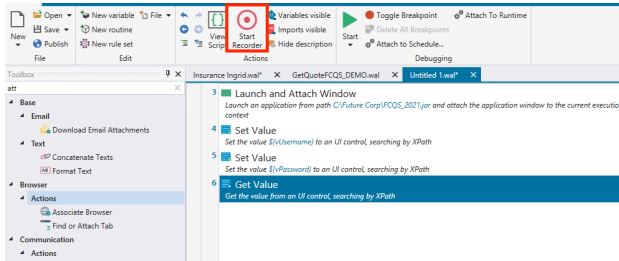 Open
New variable
File
Variables visible
Toggle Breakpoint
Attach To Runtime
Save
New routine
Imports visible
Delete All Breakpoints
New
Publish
New rule set
View
Script
Start
Recorder
Hide description
Start
Attach to Schedule...
File
Edit
Actions
Debugging
Toolbox
Insurance Ingrid.wal*
GetQuoteFCQS_DEMO.wal
Untitled 1.wal*
att
Base
Email
Download Email Attachments
Text
Concatenate Texts
Format Text
Browser
Actions
Associate Browser
Find or Attach Tab
Communication
Actions
3 Launch and Attach Window
Launch an application from path C:\Future Corp\FCQS_2021.jar and attach the application window to the current executio
context
4 Set Value
Set the value ${vUsername} to an UI control, searching by XPath
5 Set Value
Set the value ${vPassword} to an UI control, searching by XPath
6 Get Value
Get the value from an UI control, searching by XPath